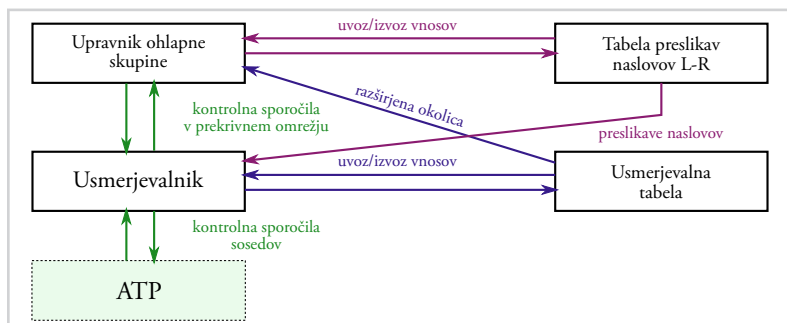 Upravnik ohlapne
skupine
uvoz/izvoz vnosov
Tabela preslikav
naslovov L-R
kontrolna sporočila
v prekrivnem omrežju
razširjena okolica
preslikave naslovov
Usmerjevalnik
uvoz/izvoz vnosov
Usmerjevalna
tabela
kontrolna sporočila
sosedov
ATP